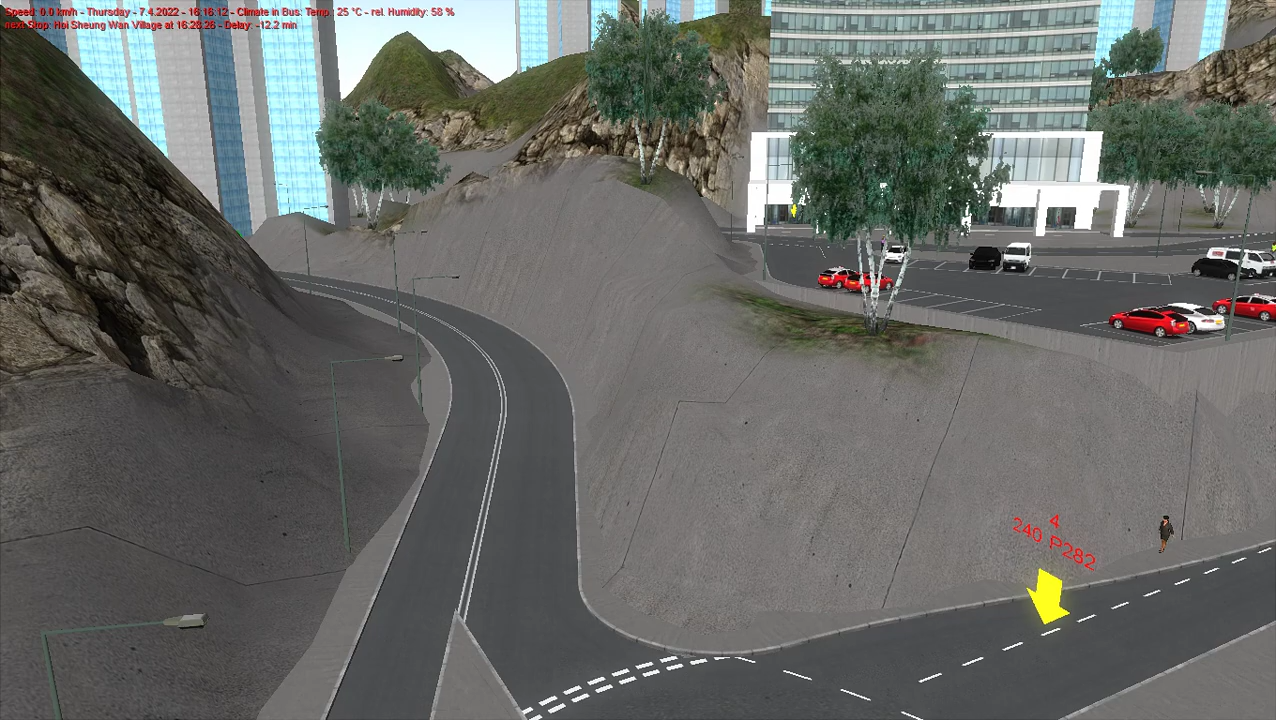 Speed: 0.0 km/h - Thursday - 7.4.2022 - 16:16:12 - Climate in Bus: Temp.: 25 °C - rel. Humidity: 58 %
next Stop: Hoi Sheung Wan Village at 16:28:26 - Delay: -12.2 min
4
240 P282